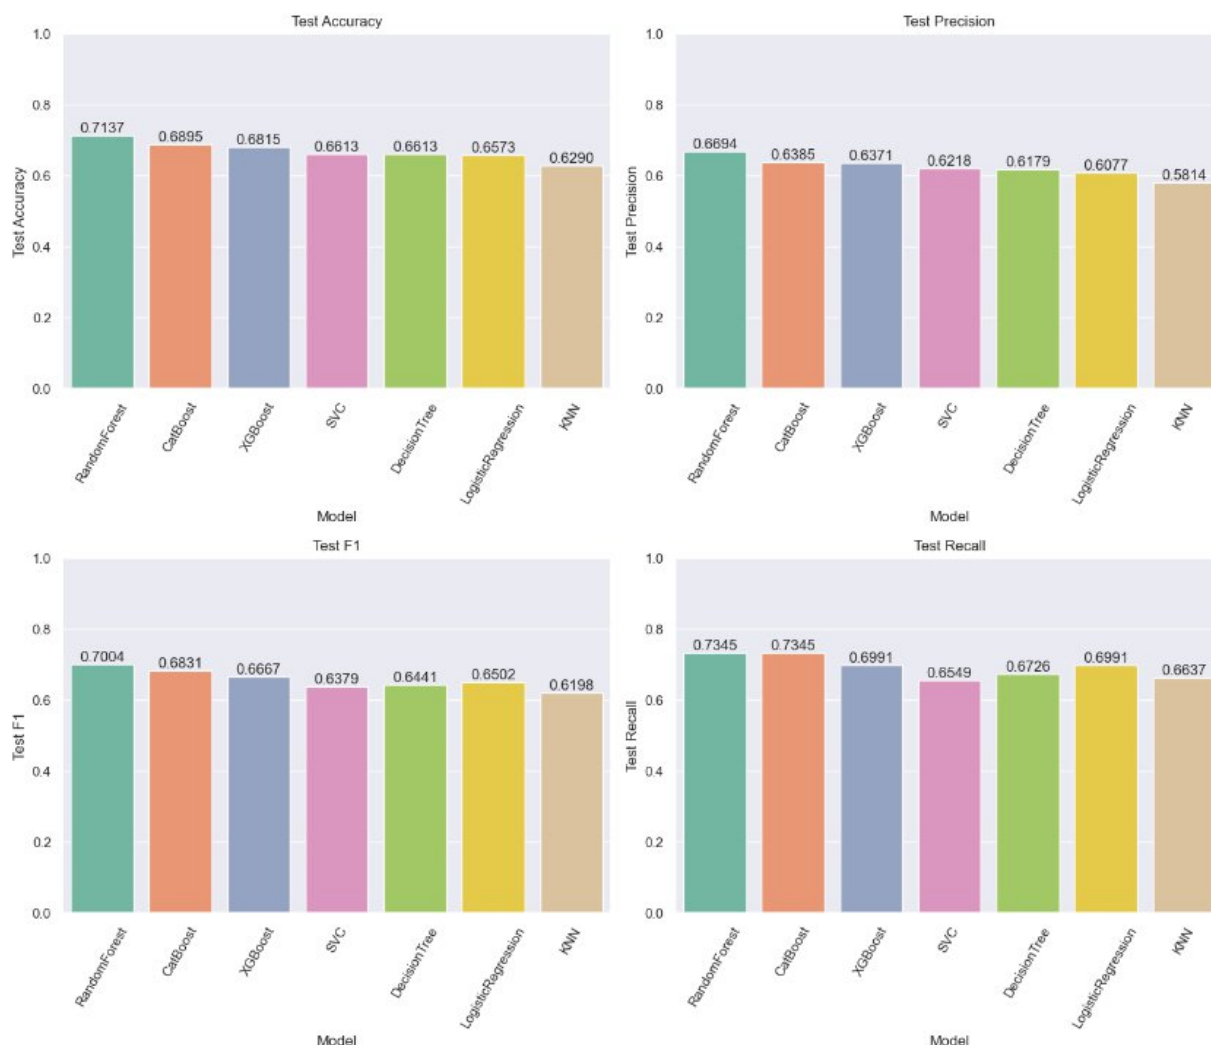 Test Accuracy
1.0
0.8
0.6
0.4
0.2
0.0
Test Accuracy
0.7137
0.6895
0.6815
0.6613
0.6613
0.6573
0.6290
RandomForest
CatBoost
XGBoost
SVC
DecisionTree
LogisticRegression
KNN
Model
Test Precision
1.0
0.8
0.6
0.4
0.2
0.0
Test Precision
0.6694
0.6385
0.6371
0.6218
0.6179
0.6077
0.5814
RandomForest
CatBoost
XGBoost
SVC
DecisionTree
LogisticRegression
KNN
Model
Test F1
1.0
0.8
0.6
0.4
0.2
0.0
Test F1
0.7004
0.6831
0.6667
0.6379
0.6441
0.6502
0.6198
RandomForest
CatBoost
XGBoost
SVC
DecisionTree
LogisticRegression
KNN
Model
Test Recall
1.0
0.8
0.6
0.4
0.2
0.0
Test Recall
0.7345
0.7345
0.6991
0.6549
0.6726
0.6991
0.6637
RandomForest
CatBoost
XGBoost
SVC
DecisionTree
LogisticRegression
KNN
Model